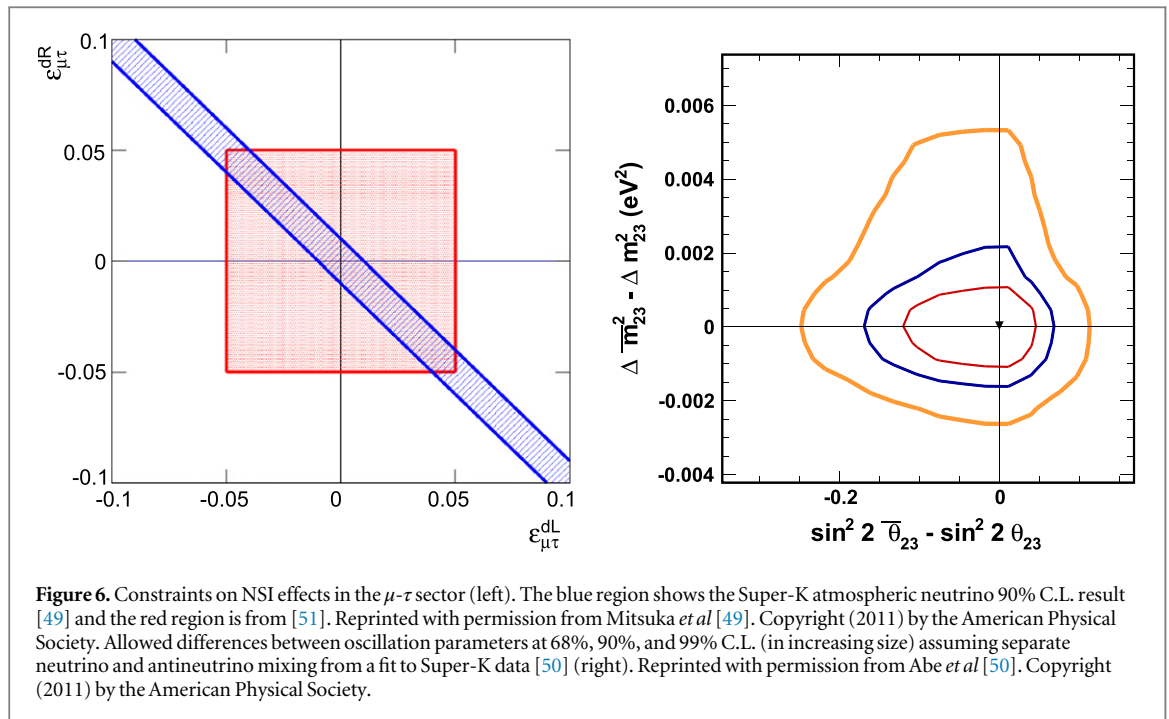 0.1
0.05
0
-0.05
-0.1
ε_{μτ}^{dR}
-0.1 -0.05 0 0.05 0.1
ε_{μτ}^{dL}
0.006
0.004
0.002
0
-0.002
-0.004
Δ m̅²₂₃ - Δ m²₂₃ (eV²)
-0.2 0
sin² 2 θ̅₂₃ - sin² 2 θ₂₃
Figure 6. Constraints on NSI effects in the μ-τ sector (left). The blue region shows the Super-K atmospheric neutrino 90% C.L. result
[49] and the red region is from [51]. Reprinted with permission from Mitsuka et al [49]. Copyright (2011) by the American Physical
Society. Allowed differences between oscillation parameters at 68%, 90%, and 99% C.L. (in increasing size) assuming separate
neutrino and antineutrino mixing from a fit to Super-K data [50] (right). Reprinted with permission from Abe et al [50]. Copyright
(2011) by the American Physical Society.